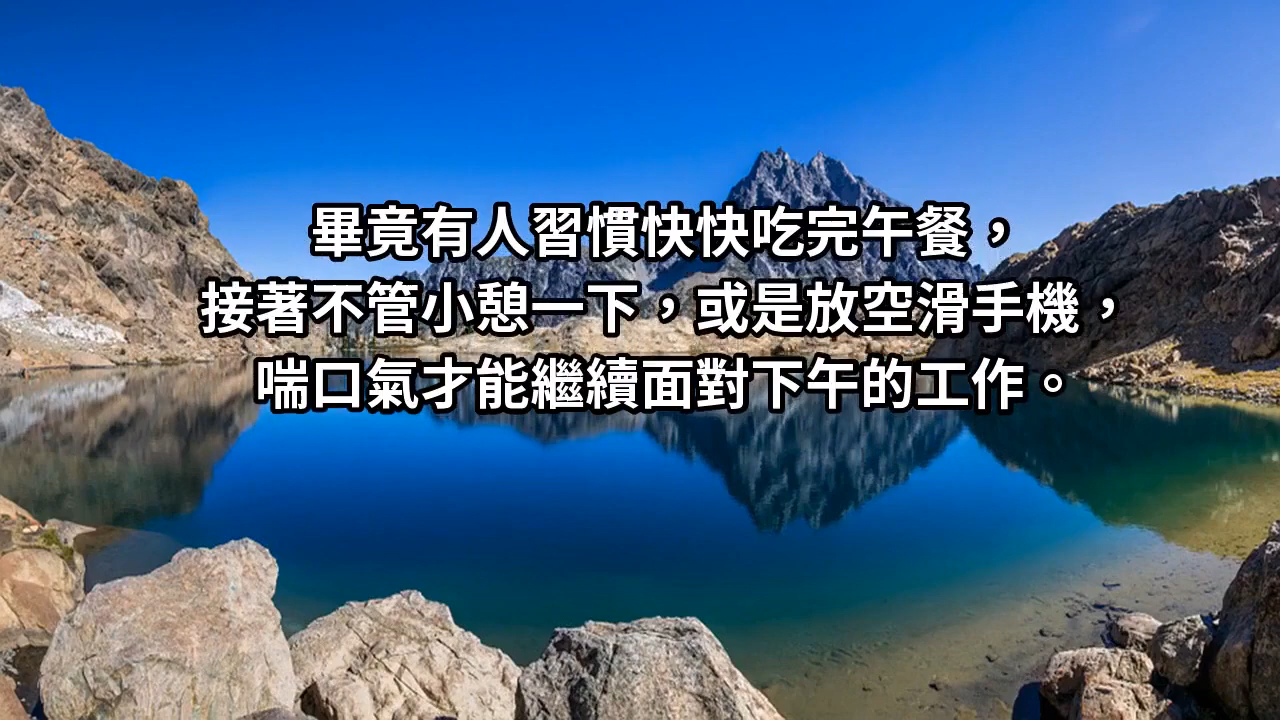 畢竟有人習慣快快吃完午餐，
接著不管小憩一下，或是放空滑手機，
喘口氣才能繼續面對下午的工作。